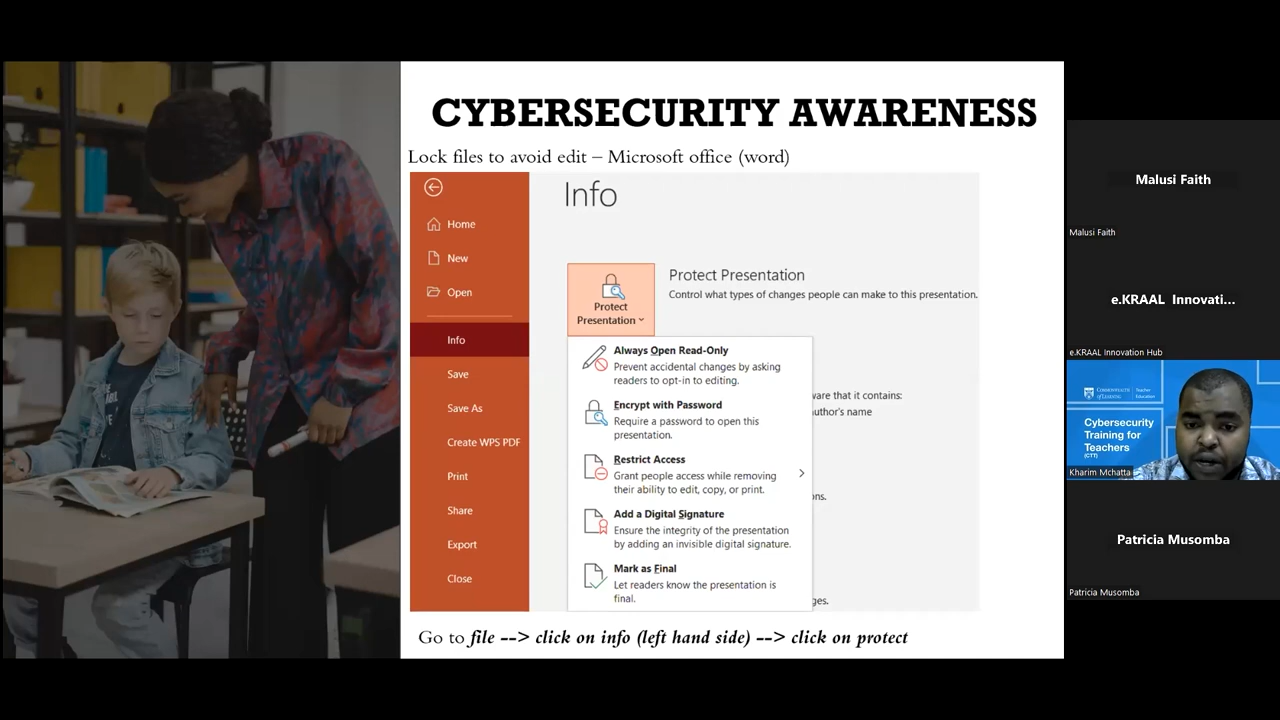 CYBERSECURITY AWARENESS
Lock files to avoid edit – Microsoft office (word)
Home
New
Open
Info
Save
Save As
Create WPS PDF
Print
Share
Export
Close
Info
Protect
Presentation
Protect Presentation
Control what types of changes people can make to this presentation.
Always Open Read-Only
Prevent accidental changes by asking
readers to opt-in to editing.
Encrypt with Password
Require a password to open this
presentation.
Restrict Access
Grant people access while removing
their ability to edit, copy, or print.
Add a Digital Signature
Ensure the integrity of the presentation
by adding an invisible digital signature.
Mark as Final
Let readers know the presentation is
final.
ware that it contains:
author's name
ons.
ges.
Go to file --> click on info (left hand side) --> click on protect
Malusi Faith
Malusi Faith
e.KRAAL Innovati...
e.KRAAL Innovation Hub
COMMONWEALTH
of LEARNING
Teacher
Education
Cybersecurity
Training for
Teachers
(CTT)
Kharim Mchatta
Patricia Musomba
Patricia Musomba